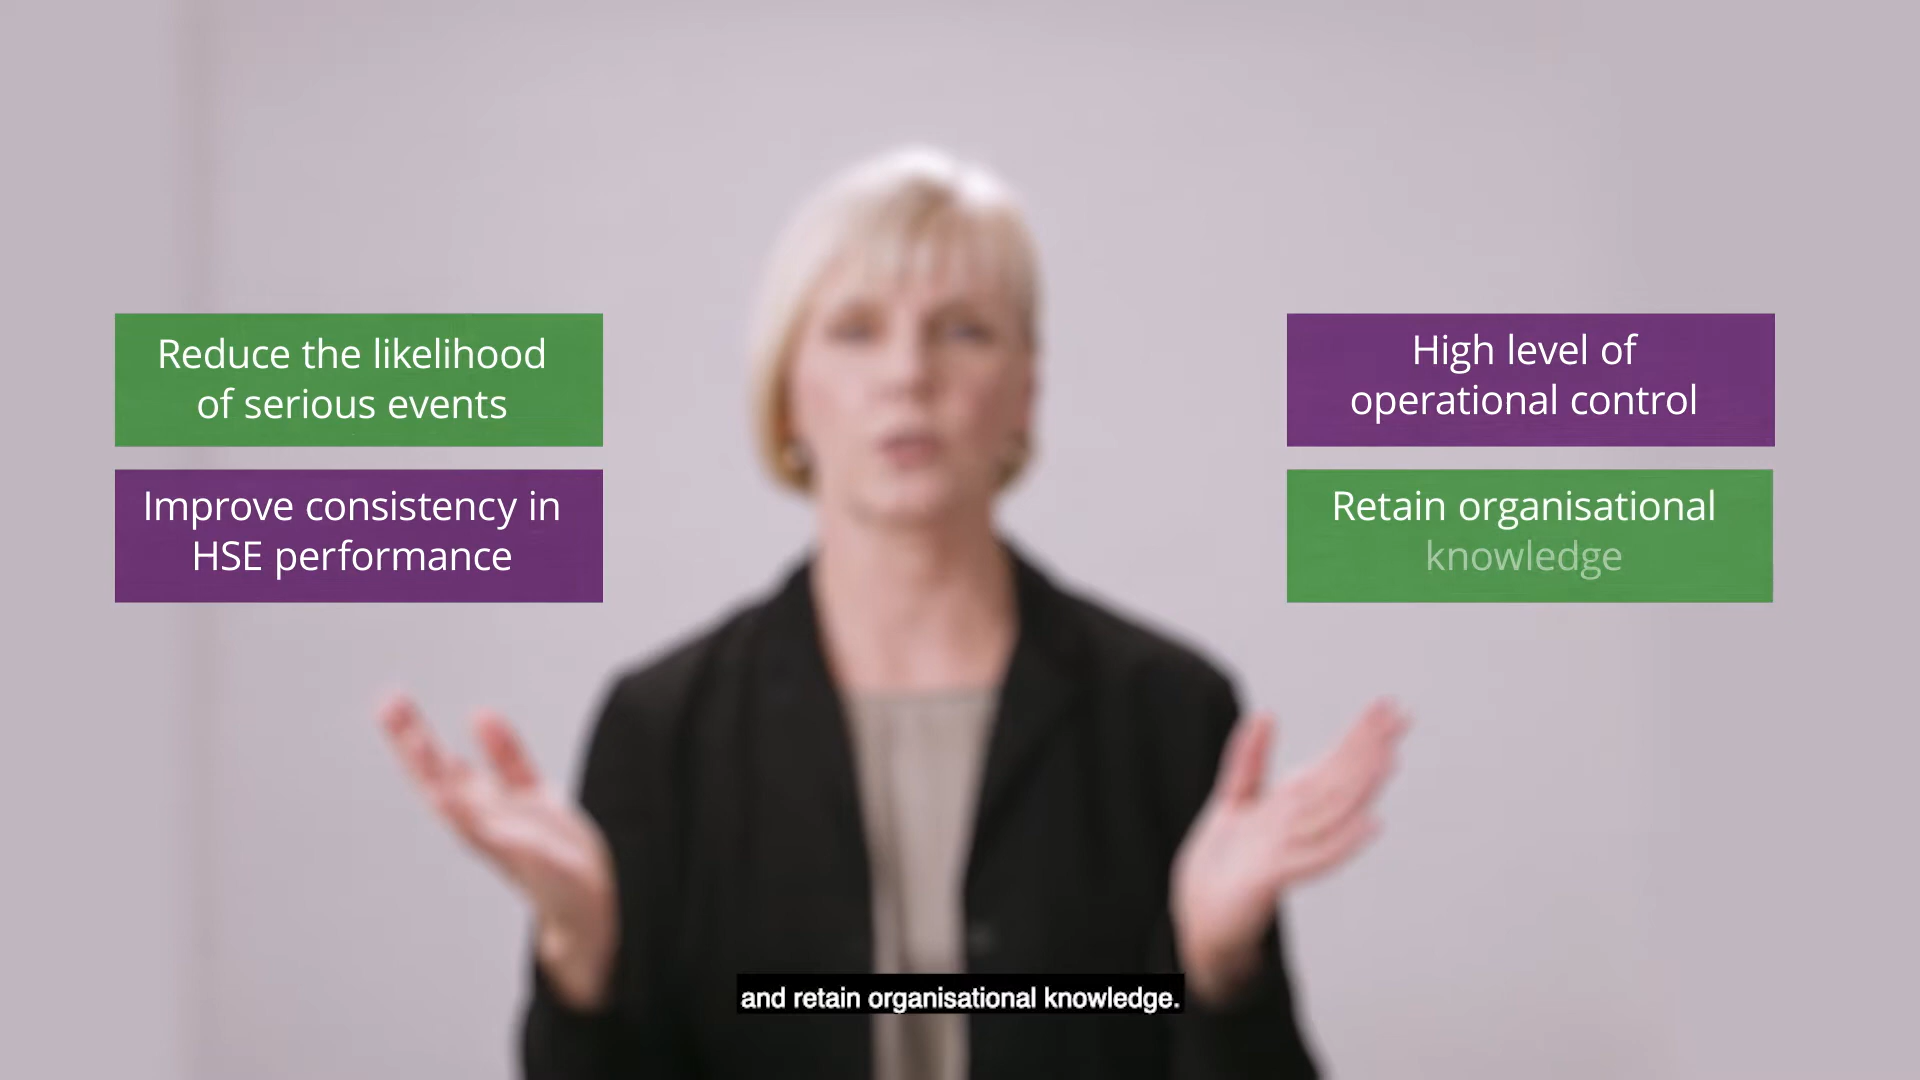 Reduce the likelihood
of serious events
Improve consistency in
HSE performance
High level of
operational control
Retain organisational
knowledge
and retain organisational knowledge.